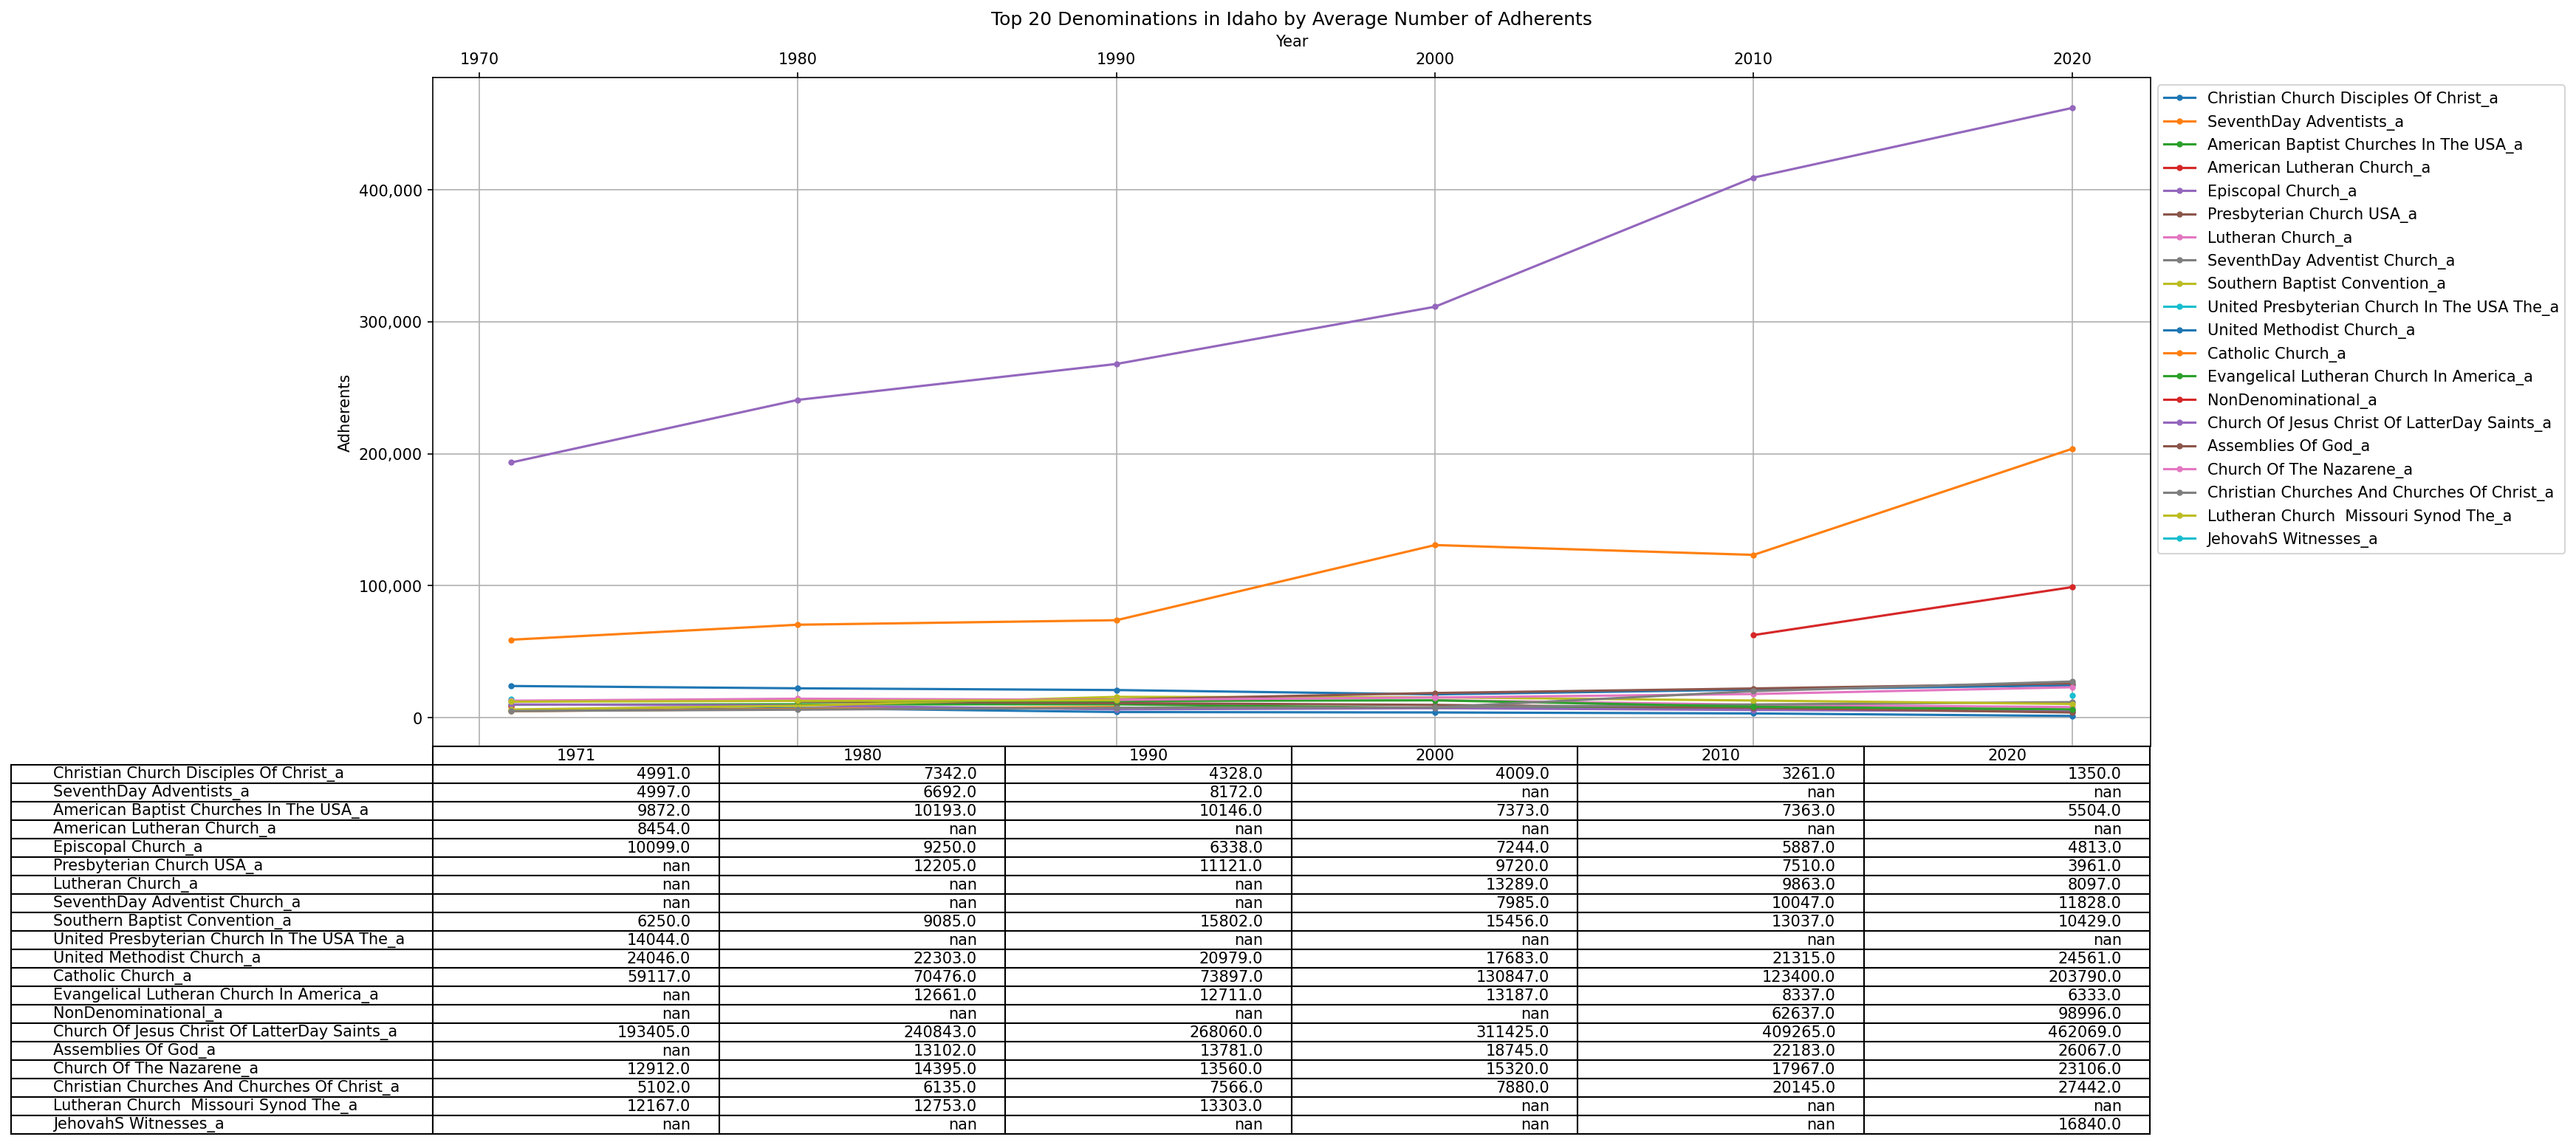 Top 20 Denominations in Idaho by Average Number of Adherents
Year
1970 1980 1990 2000 2010 2020
Adherents
400,000
300,000
200,000
100,000
0
Christian Church Disciples Of Christ_a
SeventhDay Adventists_a
American Baptist Churches In The USA_a
American Lutheran Church_a
Episcopal Church_a
Presbyterian Church USA_a
Lutheran Church_a
SeventhDay Adventist Church_a
Southern Baptist Convention_a
United Presbyterian Church In The USA The_a
United Methodist Church_a
Catholic Church_a
Evangelical Lutheran Church In America_a
NonDenominational_a
Church Of Jesus Christ Of LatterDay Saints_a
Assemblies Of God_a
Church Of The Nazarene_a
Christian Churches And Churches Of Christ_a
Lutheran Church  Missouri Synod The_a
JehovahS Witnesses_a
1971 1980 1990 2000 2010 2020
Christian Church Disciples Of Christ_a 4991.0 7342.0 4328.0 4009.0 3261.0 1350.0
SeventhDay Adventists_a 4997.0 6692.0 8172.0 nan nan nan
American Baptist Churches In The USA_a 9872.0 10193.0 10146.0 7373.0 7363.0 5504.0
American Lutheran Church_a 8454.0 nan nan nan nan nan
Episcopal Church_a 10099.0 9250.0 6338.0 7244.0 5887.0 4813.0
Presbyterian Church USA_a nan 12205.0 11121.0 9720.0 7510.0 3961.0
Lutheran Church_a nan nan nan 13289.0 9863.0 8097.0
SeventhDay Adventist Church_a nan nan nan 7985.0 10047.0 11828.0
Southern Baptist Convention_a 6250.0 9085.0 15802.0 15456.0 13037.0 10429.0
United Presbyterian Church In The USA The_a 14044.0 nan nan nan nan nan
United Methodist Church_a 24046.0 22303.0 20979.0 17683.0 21315.0 24561.0
Catholic Church_a 59117.0 70476.0 73897.0 130847.0 123400.0 203790.0
Evangelical Lutheran Church In America_a nan 12661.0 12711.0 13187.0 8337.0 6333.0
NonDenominational_a nan nan nan nan 62637.0 98996.0
Church Of Jesus Christ Of LatterDay Saints_a 193405.0 240843.0 268060.0 311425.0 409265.0 462069.0
Assemblies Of God_a nan 13102.0 13781.0 18745.0 22183.0 26067.0
Church Of The Nazarene_a 12912.0 14395.0 13560.0 15320.0 17967.0 23106.0
Christian Churches And Churches Of Christ_a 5102.0 6135.0 7566.0 7880.0 20145.0 27442.0
Lutheran Church  Missouri Synod The_a 12167.0 12753.0 13303.0 nan nan nan
JehovahS Witnesses_a nan nan nan nan nan 16840.0